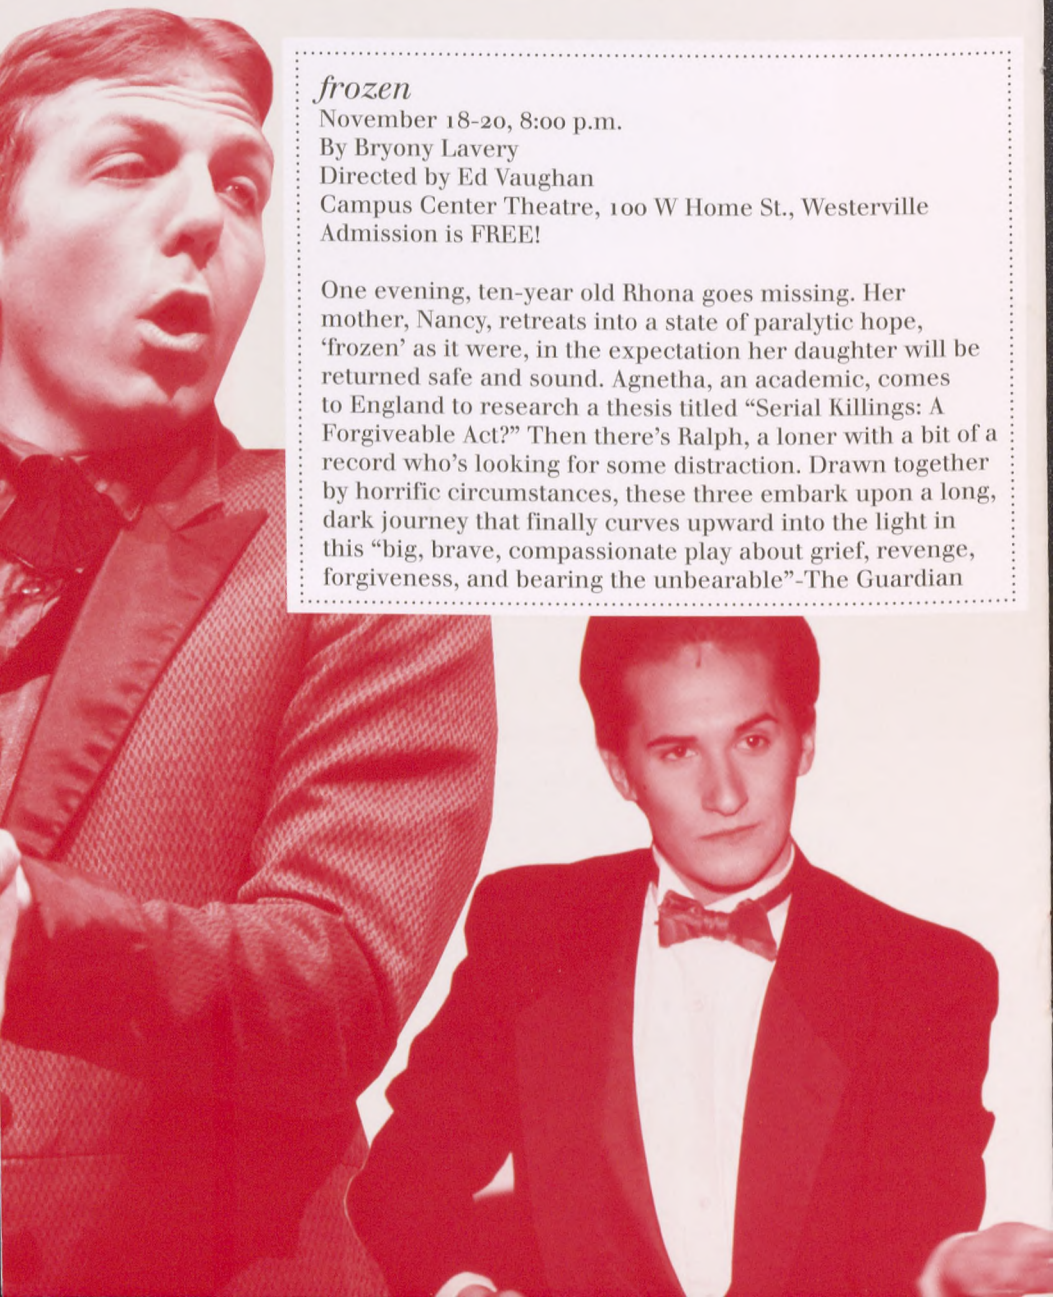 frozen
November 18-20, 8:00 p.m.
By Bryony Lavery
Directed by Ed Vaughan
Campus Center Theatre, 100 W Home St., Westerville
Admission is FREE!
One evening, ten-year old Rhona goes missing. Her
mother, Nancy, retreats into a state of paralytic hope,
‘frozen’ as it were, in the expectation her daughter will be
returned safe and sound. Agnetha, an academic, comes
to England to research a thesis titled “Serial Killings: A
Forgiveable Act?” Then there’s Ralph, a loner with a bit of a
record who’s looking for some distraction. Drawn together
by horrific circumstances, these three embark upon a long,
dark journey that finally curves upward into the light in
this “big, brave, compassionate play about grief, revenge,
forgiveness, and bearing the unbearable”-The Guardian